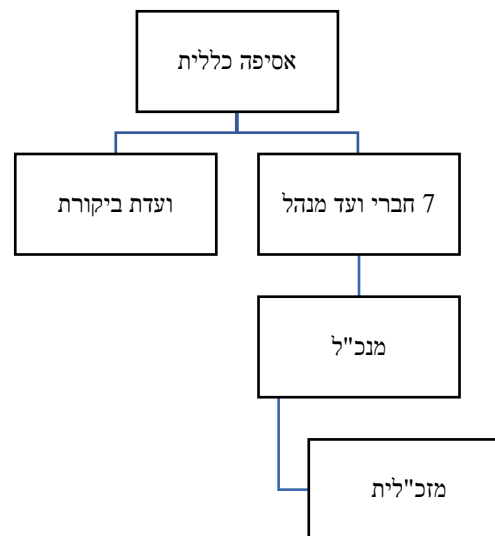 אסיפה כללית
7 חברי ועד מנהל
ועדת ביקורת
מנכ"ל
מזכ"לית